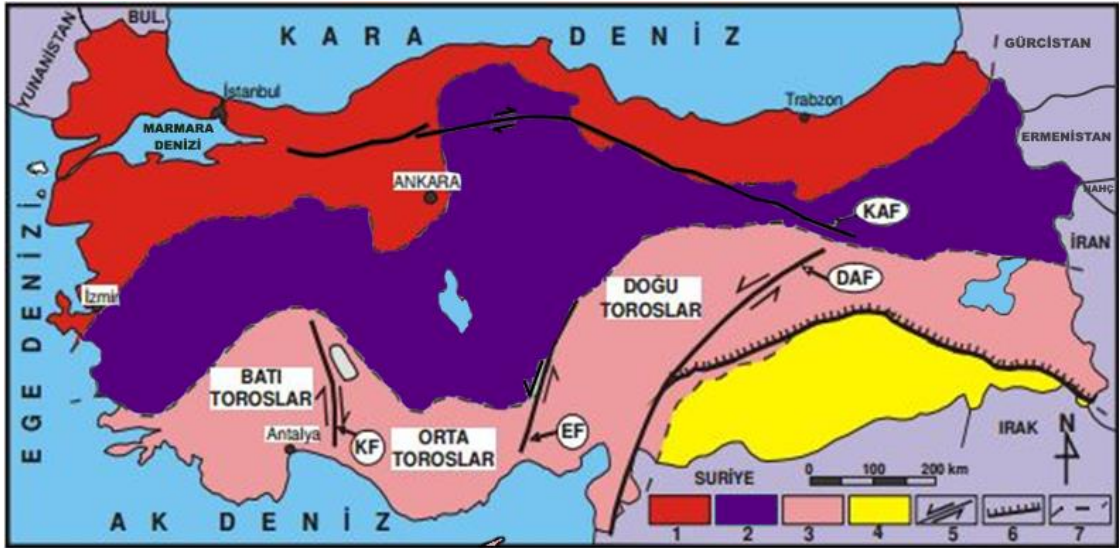 BUL.
YUNANİSTAN
KARA DENİZ
GÜRCİSTAN
İstanbul
Trabzon
MARMARA
DENİZİ
ERMENİSTAN
ANKARA
NAHÇ.
KAF
İRAN
EGE DENİZİ
İzmir
DOĞU
TOROSLAR
DAF
BATI
TOROSLAR
Antalya
KF
ORTA
TOROSLAR
EF
IRAK
N
SURİYE
0 100 200 km
AK DENİZ
1 2 3 4 5 6 7